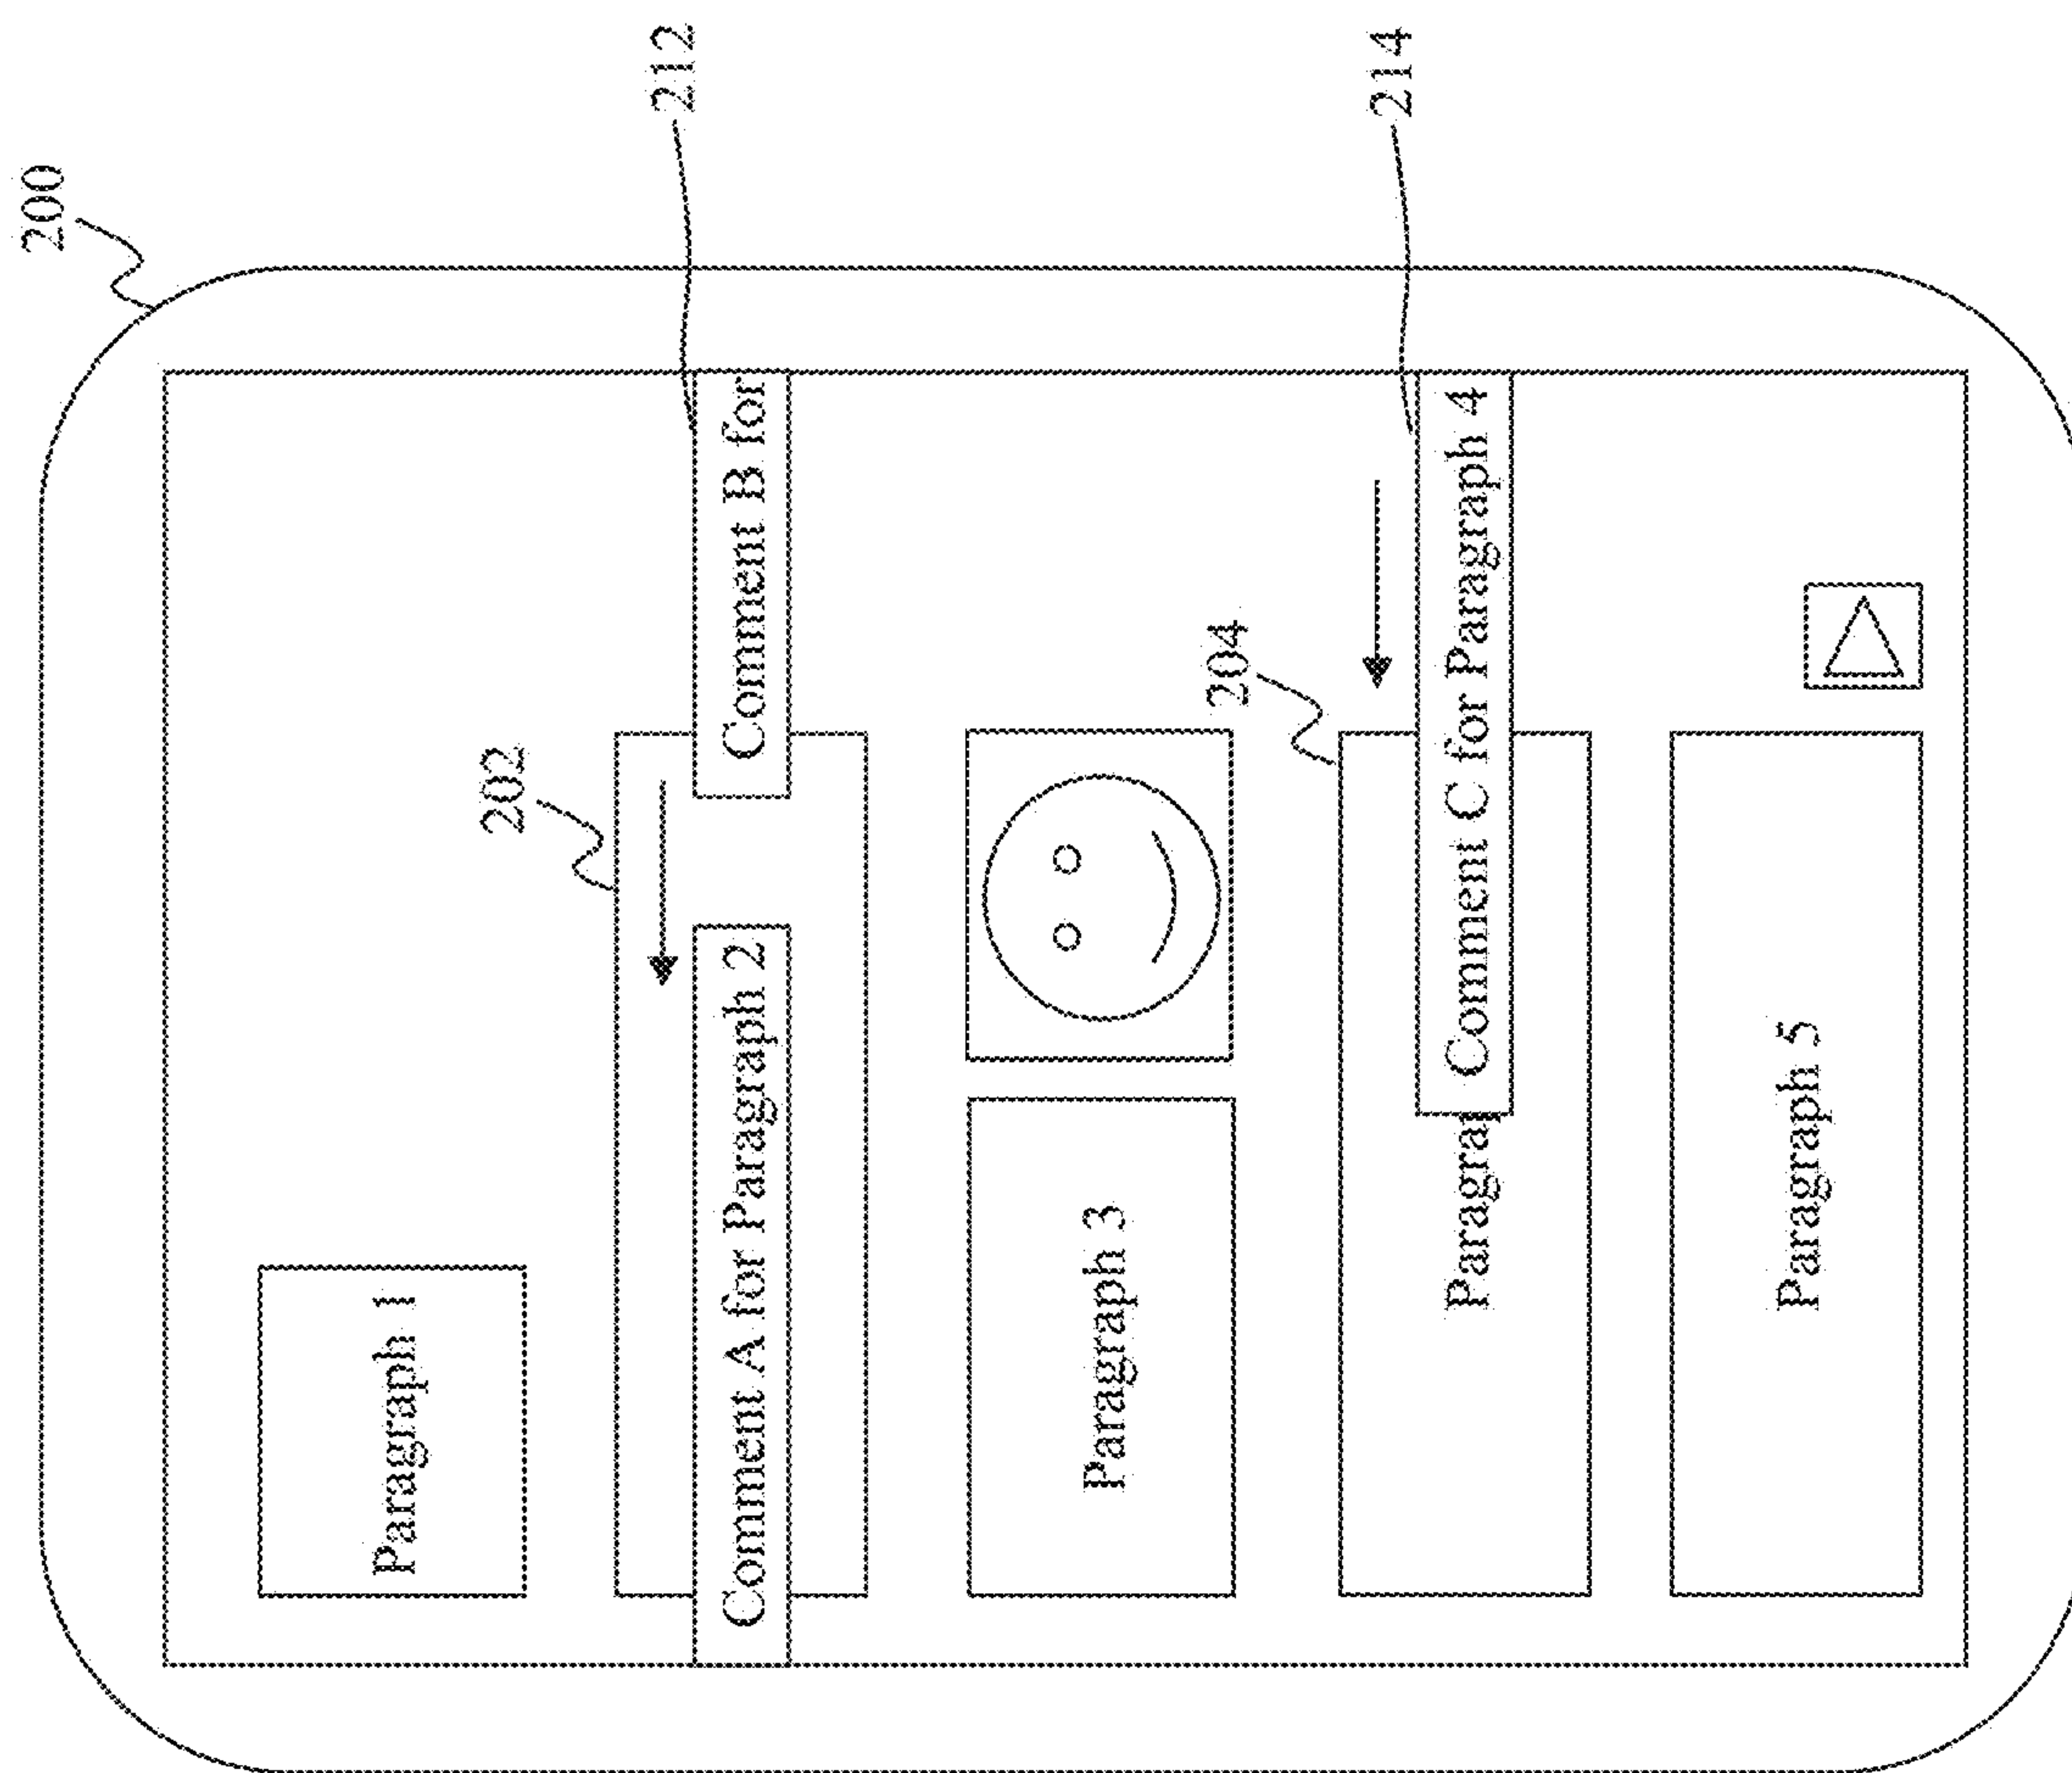 200
Paragraph 1
202
212
Comment A for Paragraph 2
Comment B for
Paragraph 3
204
214
Paragra
Comment C for Paragraph 4
Paragraph 5